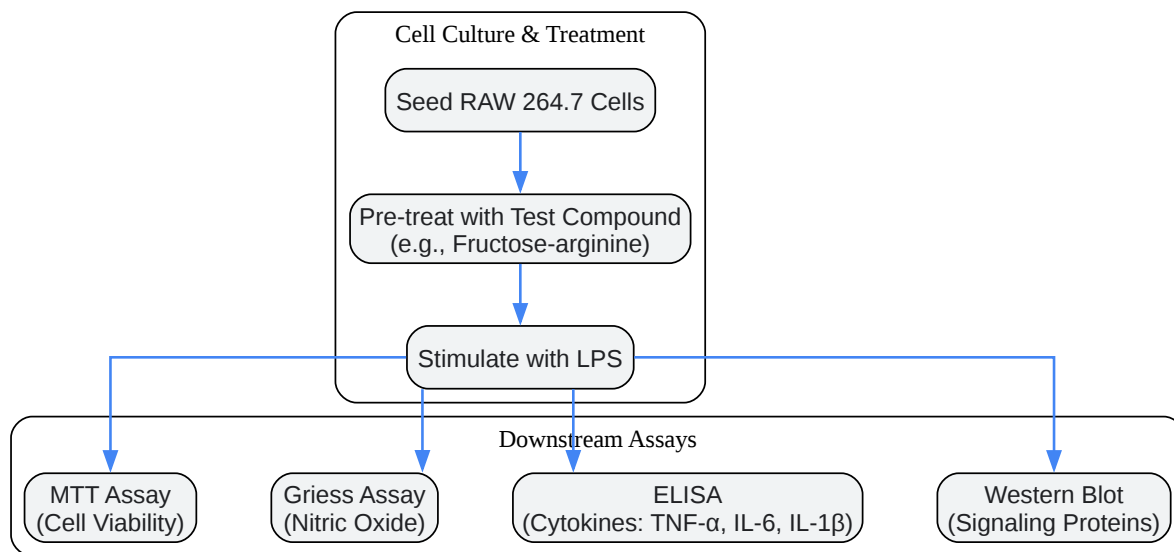 Cell Culture & Treatment
Seed RAW 264.7 Cells
Pre-treat with Test Compound
(e.g., Fructose-arginine)
Stimulate with LPS
Downstream Assays
MTT Assay
(Cell Viability)
Griess Assay
(Nitric Oxide)
ELISA
(Cytokines: TNF-α, IL-6, IL-1β)
Western Blot
(Signaling Proteins)